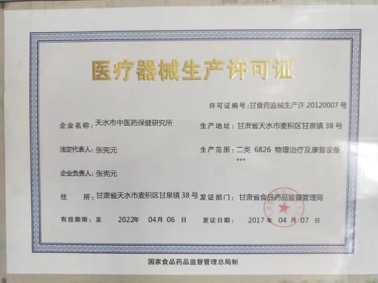 医疗器械生产许可证
许可证编号:甘食药监械生产许20120007号
企业名称:天水市中医药保健研究所
生产地址:甘肃省天水市麦积区甘泉镇38号
法定代表人:张宪元
生产范围:二类 6826 物理治疗及康复设备
***
企业负责人:张宪元
住 所:甘肃省天水市麦积区甘泉镇38号
发证部门:甘肃省食品药品监督管理局
有效期限:至 2022年 04月 06日
发证日期:2017年 04月 07日
国家食品药品监督管理总局制